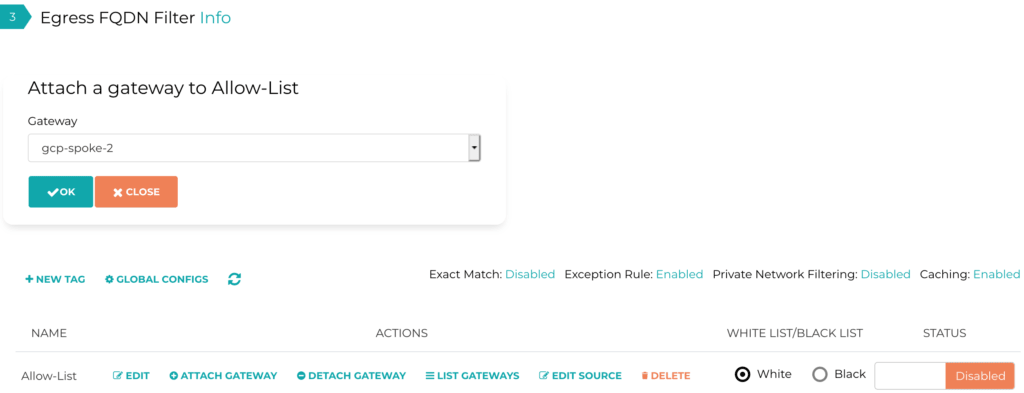 3 Egress FQDN Filter Info
Attach a gateway to Allow-List
Gateway
gcp-spoke-2
OK CLOSE
+ NEW TAG GLOBAL CONFIGS Exact Match: Disabled Exception Rule: Enabled Private Network Filtering: Disabled Caching: Enabled
NAME ACTIONS WHITE LIST/BLACK LIST STATUS
Allow-List EDIT ATTACH GATEWAY DETACH GATEWAY LIST GATEWAYS EDIT SOURCE DELETE White Black Disabled